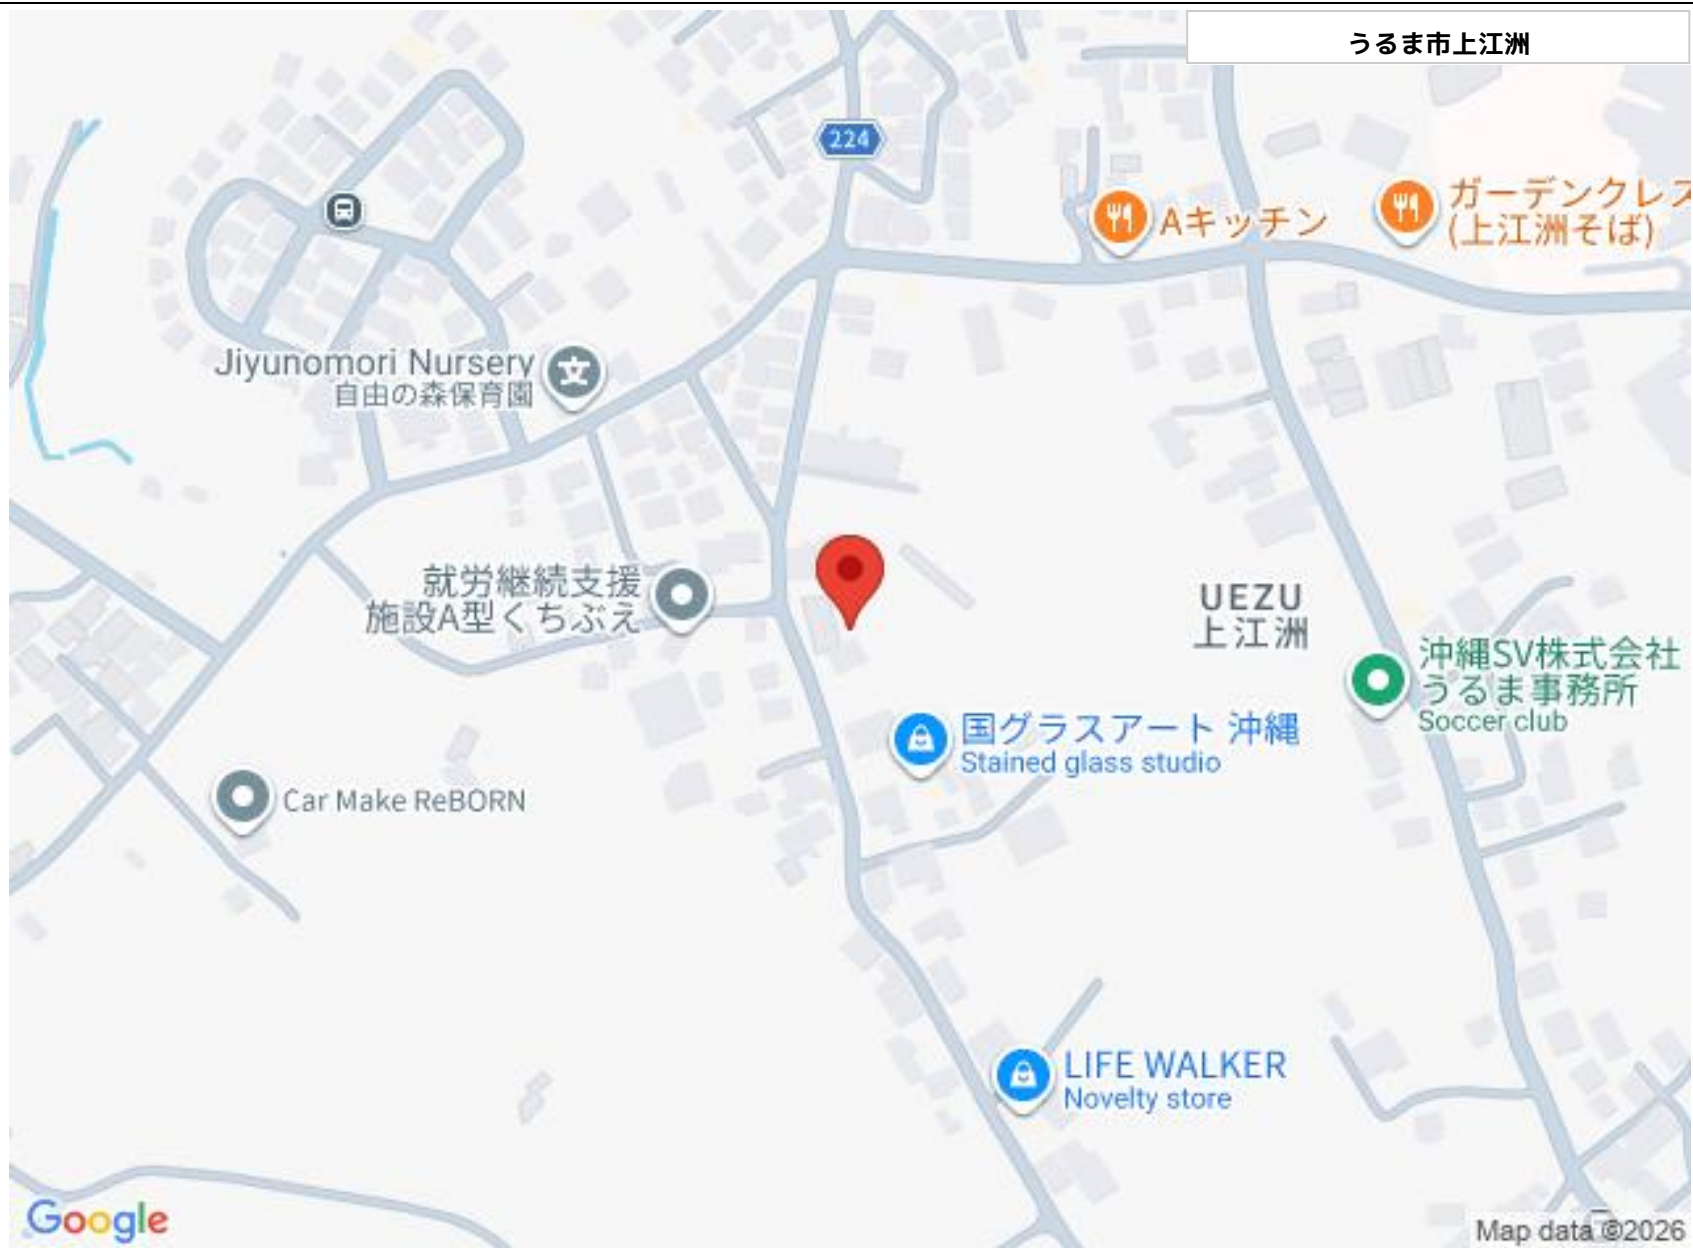 うるま市上江洲
224
Aキッチン
ガーデンクレス
(上江洲そば)
Jiyunomori Nursery
自由の森保育園
就労継続支援
施設A型くちぶえ
UEZU
上江洲
沖縄SV株式会社
うるま事務所
Soccer club
国グラスアート 沖縄
Stained glass studio
Car Make ReBORN
LIFE WALKER
Novelty store
Google
Map data ©2026